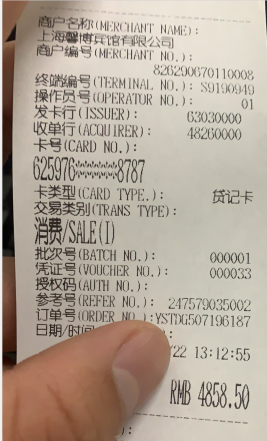 商户名称(MERCHANT NAME):
上海馨博宾馆有限公司
商户编号(MERCHANT NO.):
826290670110008
终端编号(TERMINAL NO.): S9190949
操作员号(OPERATOR NO.): 01
发卡行(ISSUER): 63030000
收单行(ACQUIRER): 48260000
卡号(CARD NO.):
625976******8787
卡类型(CARD TYPE.): 贷记卡
交易类别(TRANS TYPE):
消费/SALE(I)
批次号(BATCH NO.): 000001
凭证号(VOUCHER NO.): 000033
授权码(AUTH NO.):
参考号(REFER NO.): 247579035002
订单号(ORDER NO.):YSTDG507196187
日期/时间 :
/22 13:12:55
RMB 4858.50
):